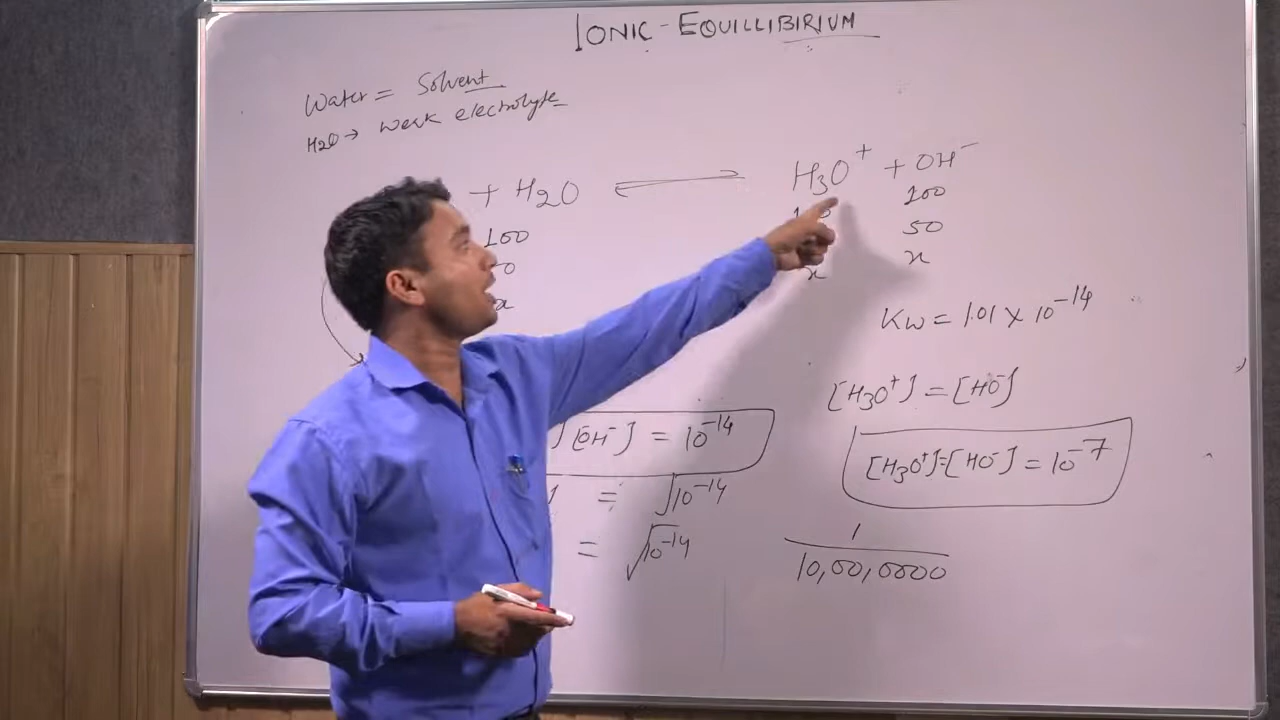 IONIC-EQUILLIBIRIUM
Water = Solvent
H2O → weak electrolyte
+ H2O ⇌ H3O⁺ + OH⁻
100 200
50
x x x
Kw = 1.01 × 10⁻¹⁴
[H3O⁺] = [HO⁻]
[OH⁻] = 10⁻¹⁴
[H3O⁺]=[HO⁻] = 10⁻⁷
= √10⁻¹⁴
= √10⁻¹⁴
1
10,00,0000